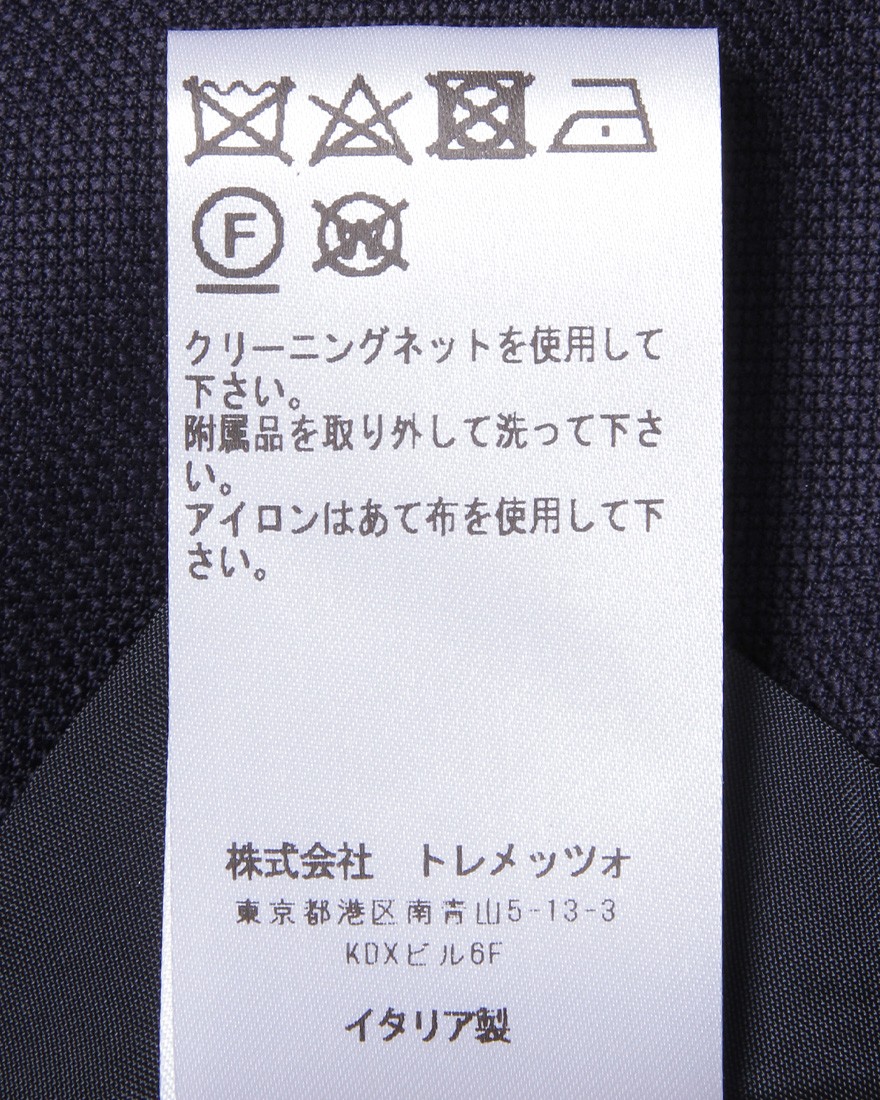 F W
クリーニングネットを使用して
下さい。
附属品を取り外して洗って下さ
い。
アイロンはあて布を使用して下
さい。
株式会社 トレメッツォ
東京都港区南青山5-13-3
KDXビル6F
イタリア製